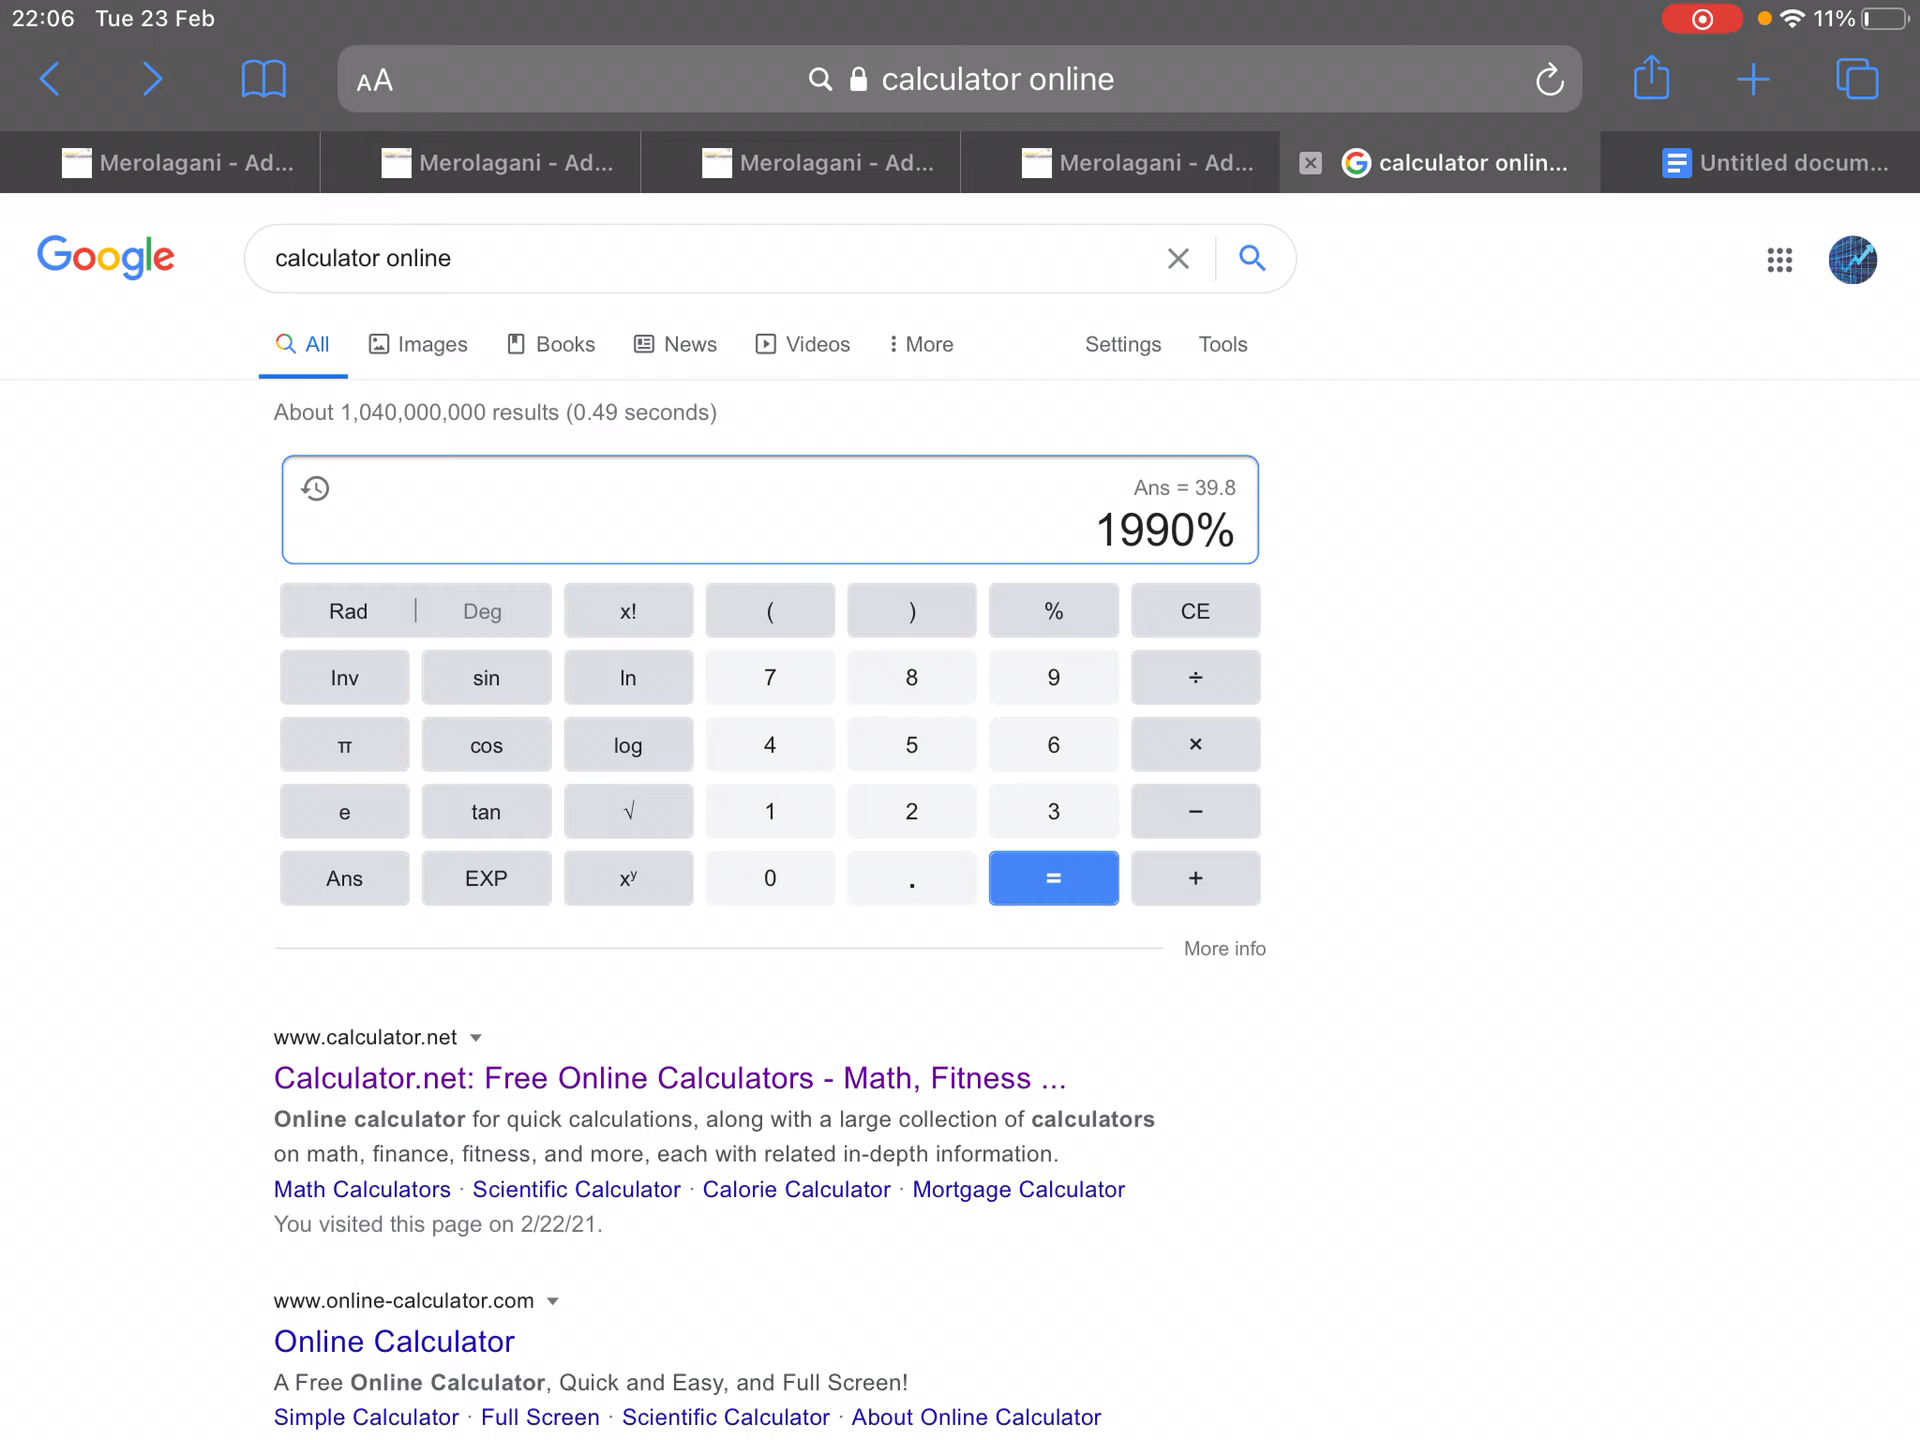 22:06 Tue 23 Feb
11%
AA calculator online
Merolagani - Ad... Merolagani - Ad... Merolagani - Ad... Merolagani - Ad... calculator onlin... Untitled docum...
Google calculator online
All Images Books News Videos More Settings Tools
About 1,040,000,000 results (0.49 seconds)
Ans = 39.8
1990%
Rad | Deg x! ( ) % CE
Inv sin ln 7 8 9 ÷
π cos log 4 5 6 ×
e tan √ 1 2 3 −
Ans EXP xʸ 0 . = +
More info
www.calculator.net
Calculator.net: Free Online Calculators - Math, Fitness ...
Online calculator for quick calculations, along with a large collection of calculators
on math, finance, fitness, and more, each with related in-depth information.
Math Calculators · Scientific Calculator · Calorie Calculator · Mortgage Calculator
You visited this page on 2/22/21.
www.online-calculator.com
Online Calculator
A Free Online Calculator, Quick and Easy, and Full Screen!
Simple Calculator · Full Screen · Scientific Calculator · About Online Calculator